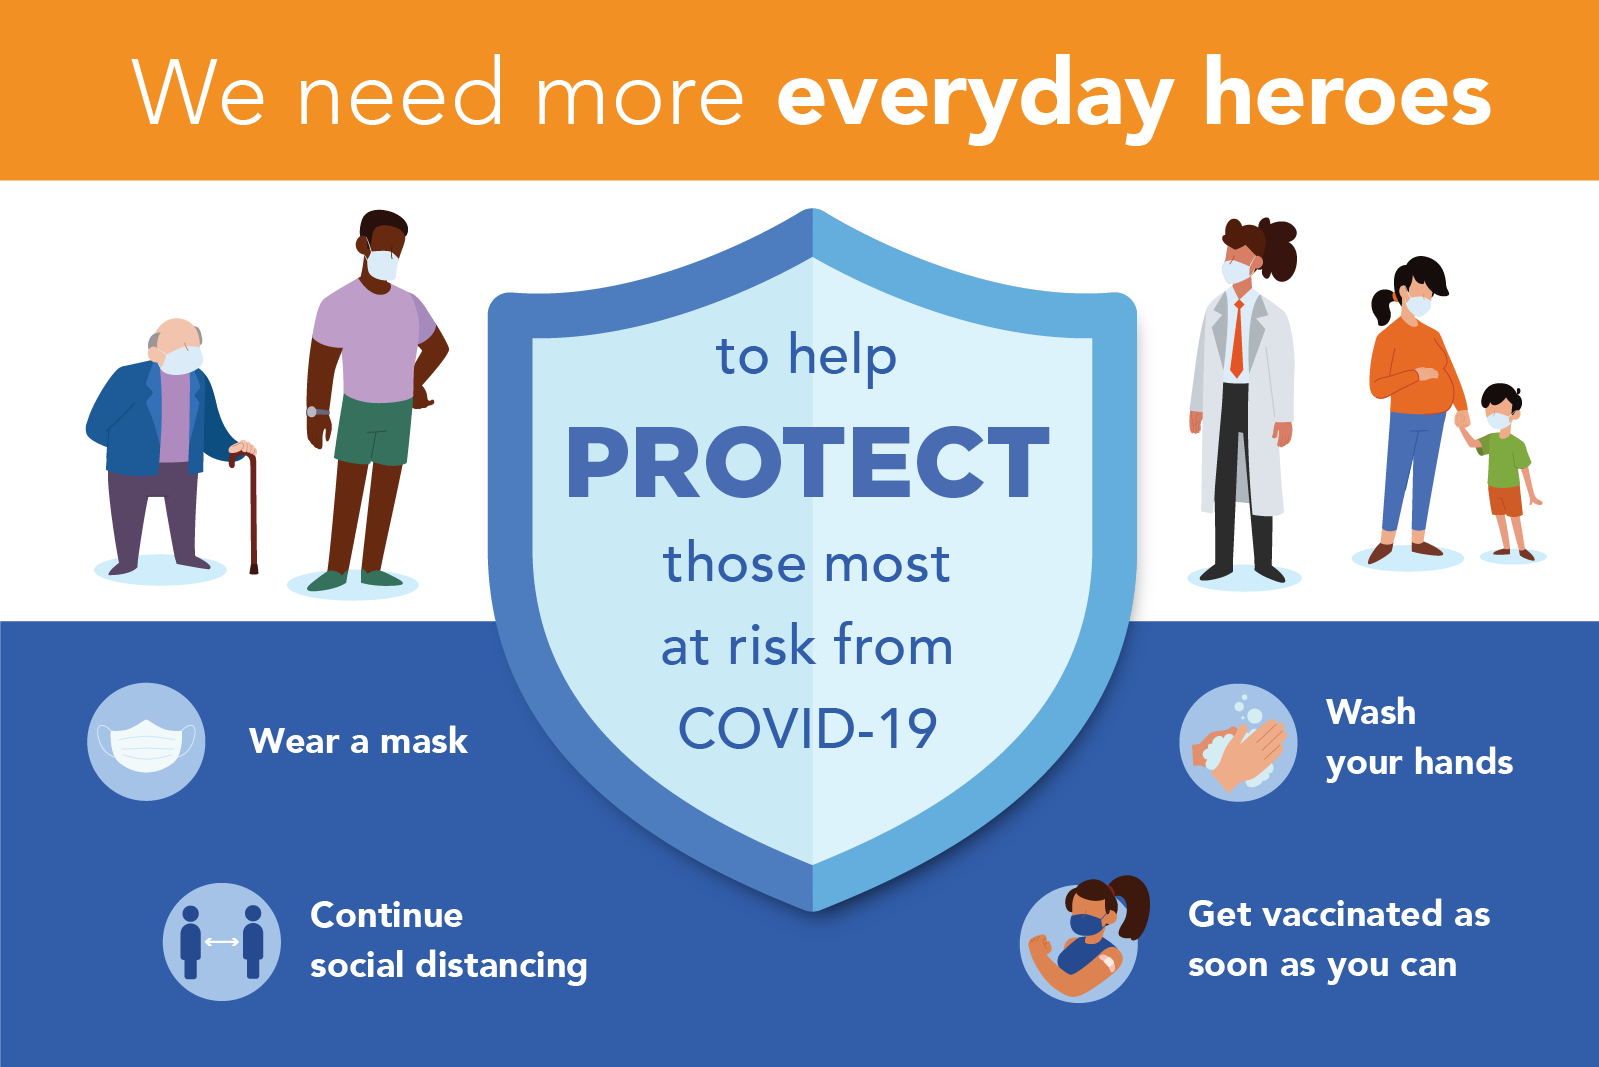 We need more everyday heroes
to help
PROTECT
those most
at risk from
COVID-19
Wear a mask
Continue
social distancing
Wash
your hands
Get vaccinated as
soon as you can